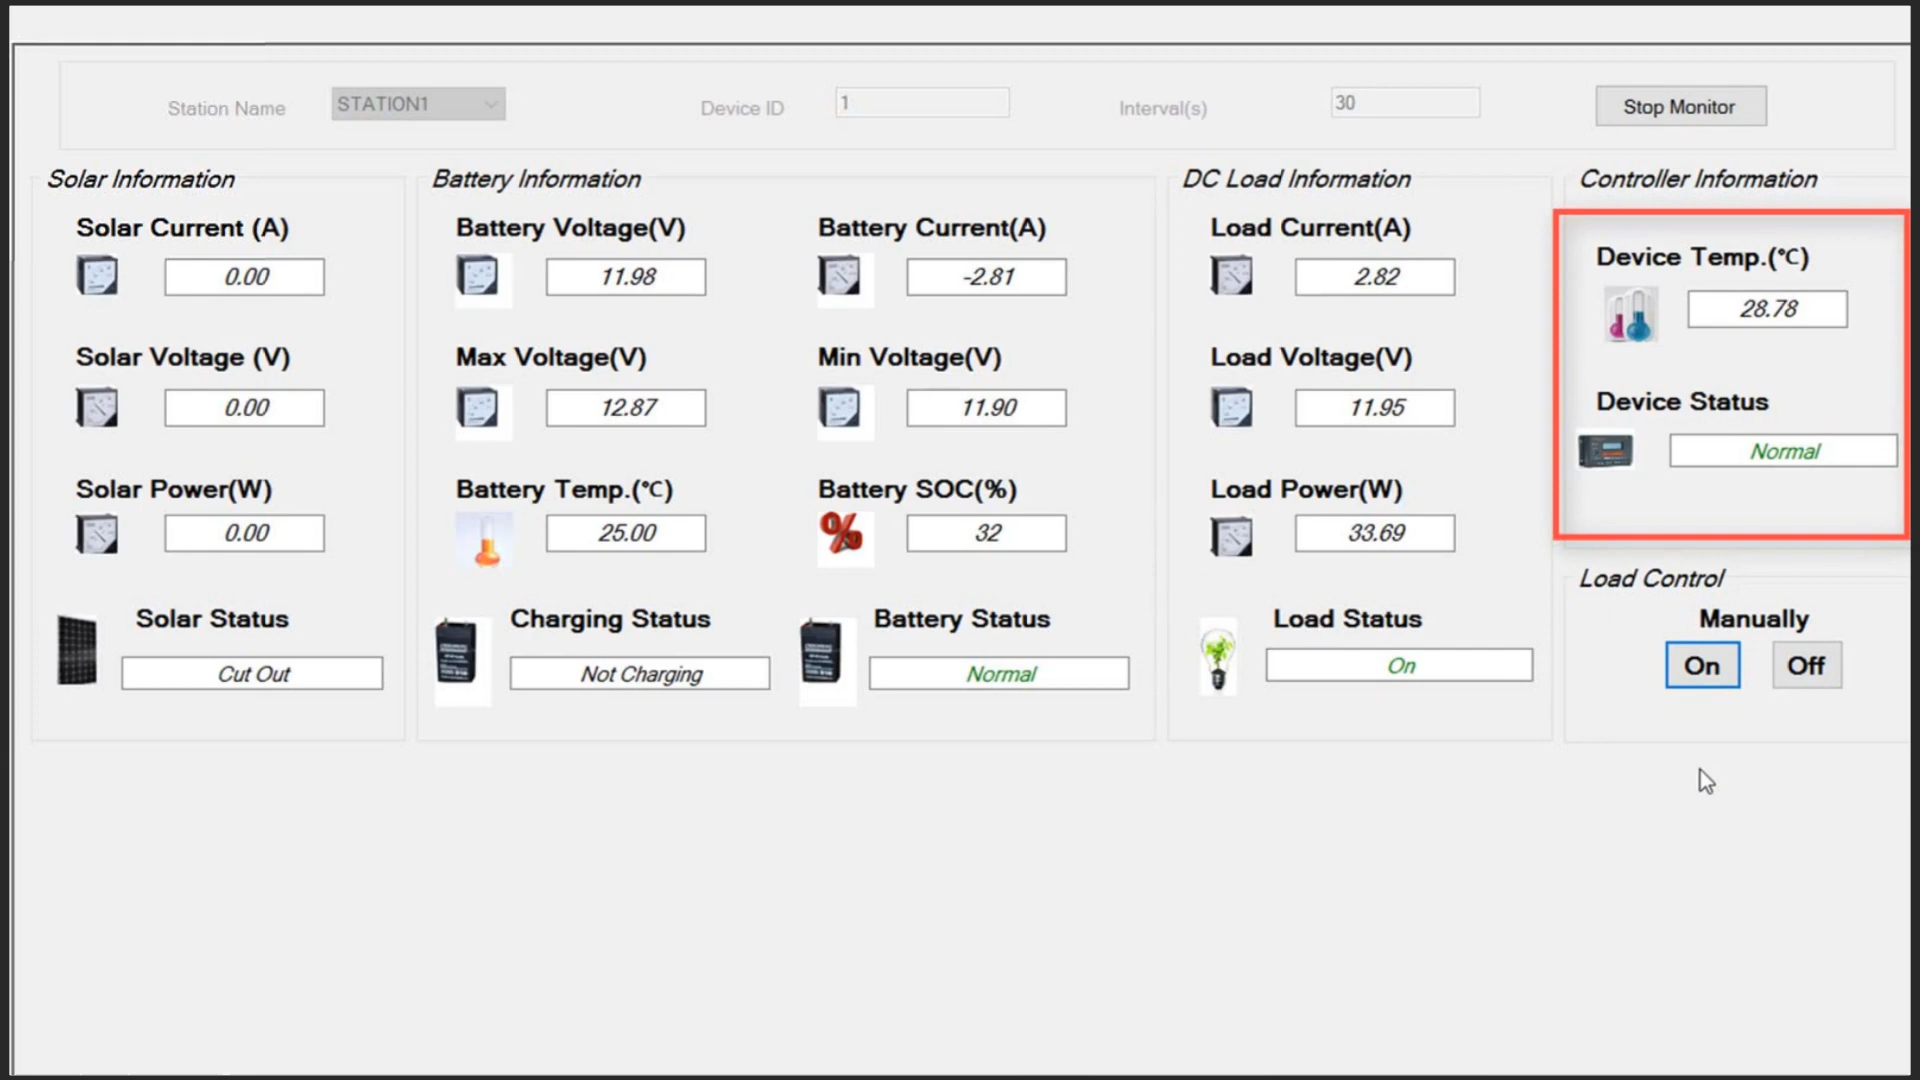 Station Name STATION1 Device ID 1 Interval(s) 30 Stop Monitor
Solar Information
Solar Current (A)
0.00
Solar Voltage (V)
0.00
Solar Power(W)
0.00
Solar Status
Cut Out
Battery Information
Battery Voltage(V) Battery Current(A)
11.98 -2.81
Max Voltage(V) Min Voltage(V)
12.87 11.90
Battery Temp.(℃) Battery SOC(%)
25.00 % 32
Charging Status Battery Status
Not Charging Normal
DC Load Information
Load Current(A)
2.82
Load Voltage(V)
11.95
Load Power(W)
33.69
Load Status
On
Controller Information
Device Temp.(℃)
28.78
Device Status
Normal
Load Control
Manually
On Off